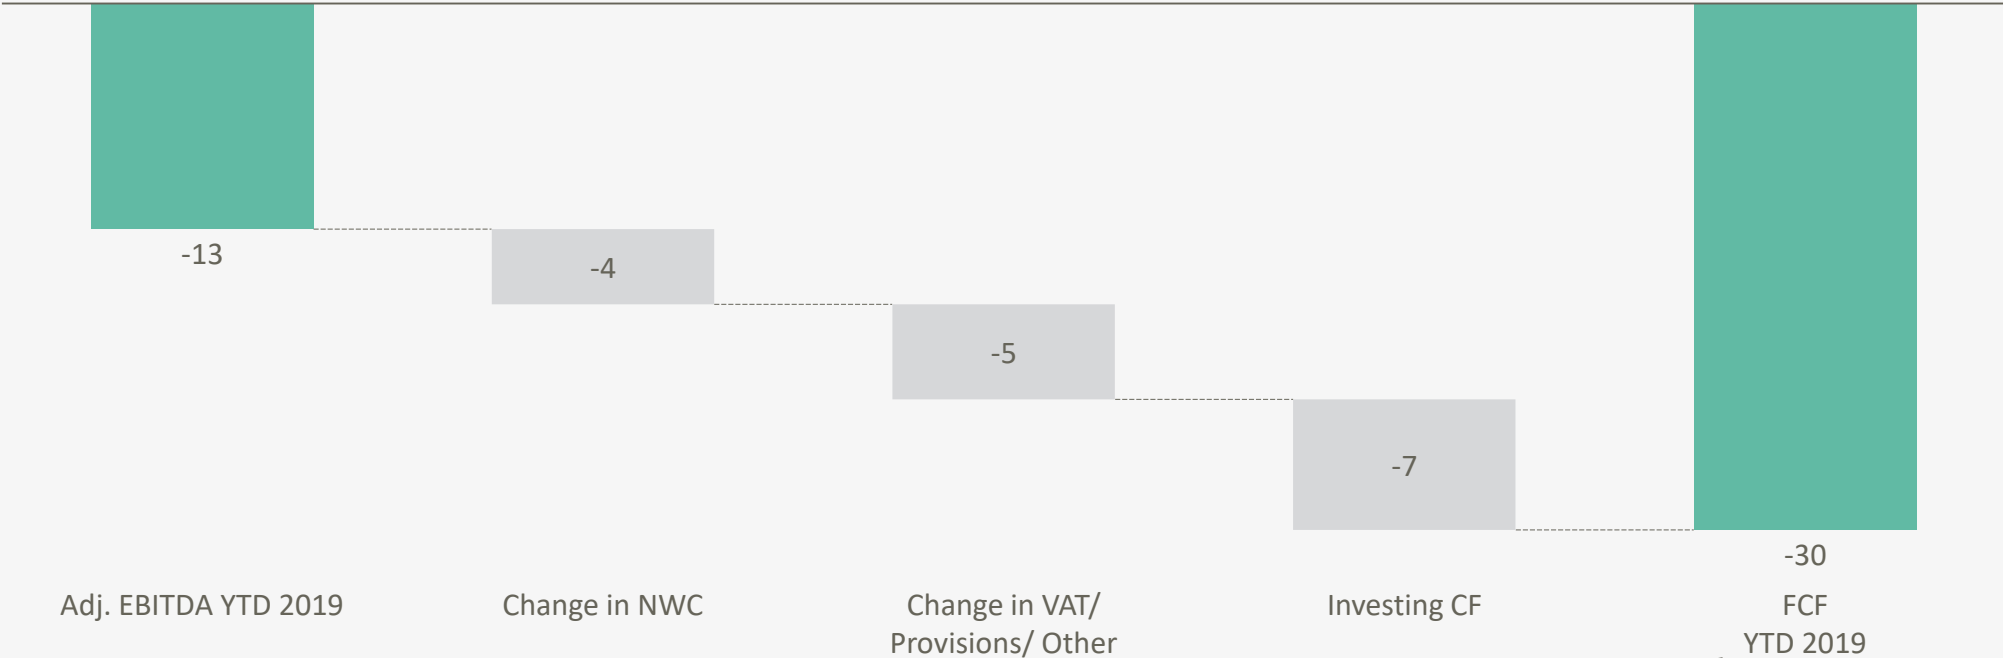 -13
-4
-5
-7
-30
Adj. EBITDA YTD 2019
Change in NWC
Change in VAT/
Provisions/ Other
Investing CF
FCF
YTD 2019